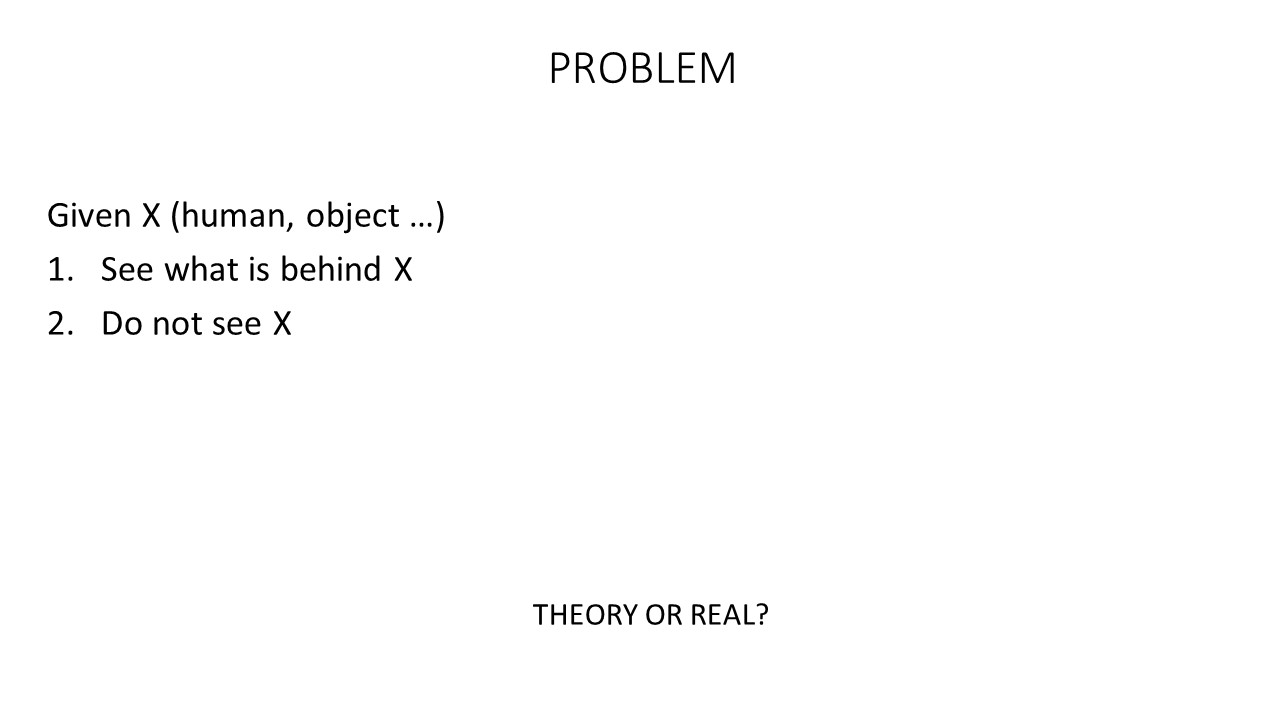 PROBLEM
Given X (human, object …)
1. See what is behind X
2. Do not see X
THEORY OR REAL?